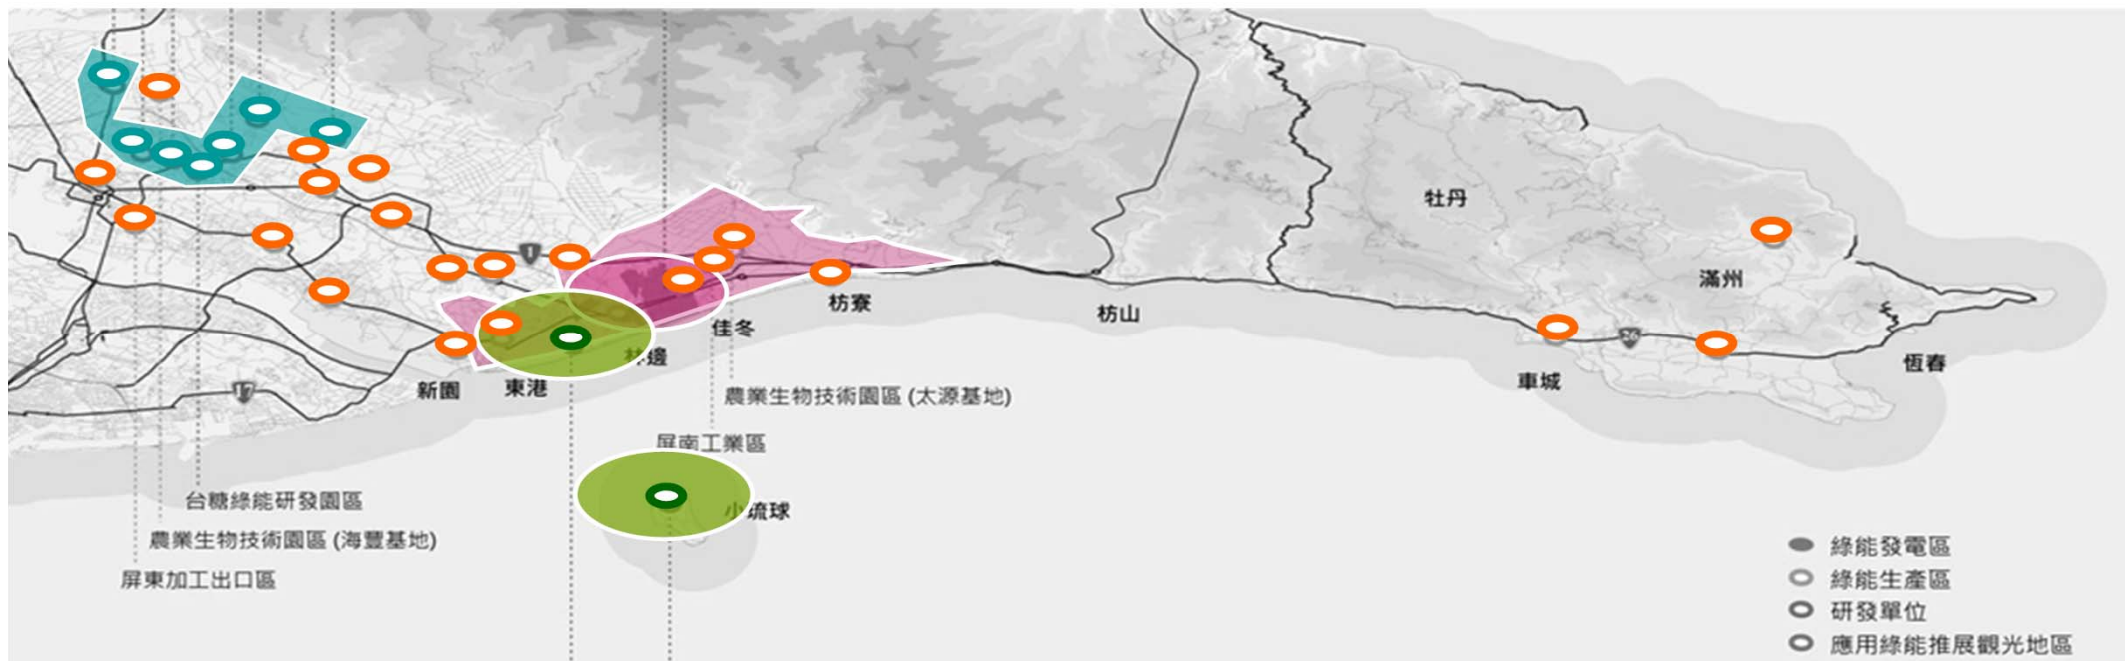 1
牡丹
滿州
枋寮
枋山
佳冬
林邊
26
車城
恆春
新園
東港
17
農業生物技術園區 (太源基地)
屏南工業區
台糖綠能研發園區
小琉球
農業生物技術園區 (海豐基地)
屏東加工出口區
綠能發電區
綠能生產區
研發單位
應用綠能推展觀光地區